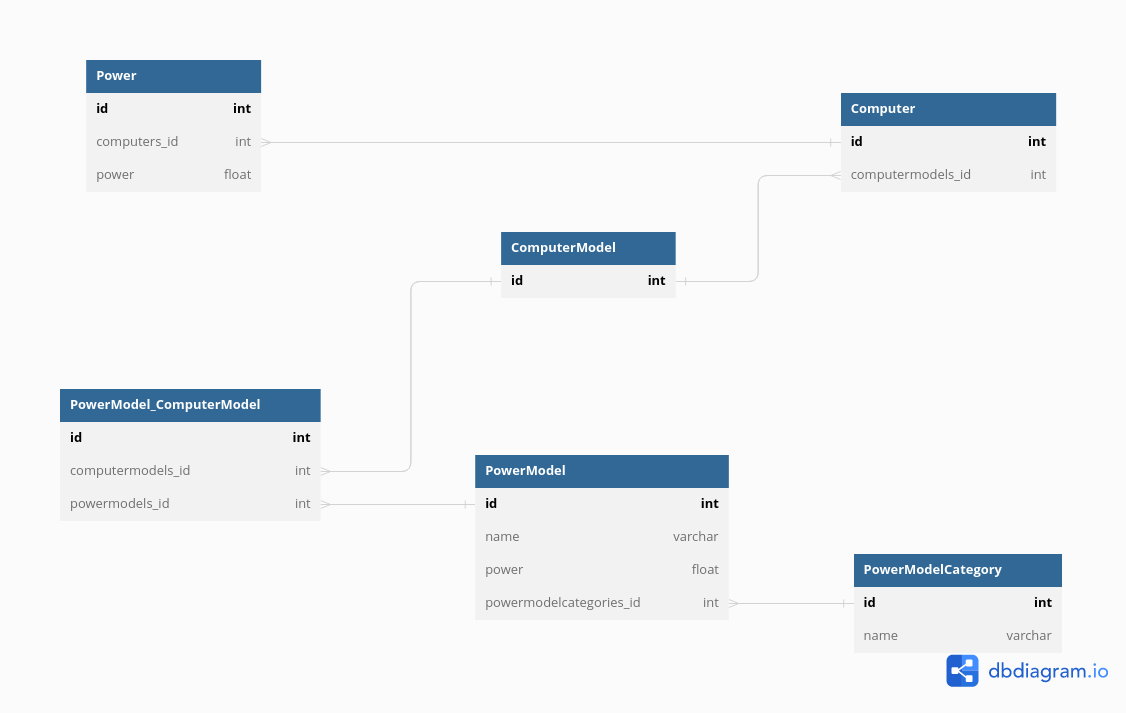 Power
id int
computers_id int
power float
Computer
id int
computermodels_id int
ComputerModel
id int
PowerModel_ComputerModel
id int
computermodels_id int
powermodels_id int
PowerModel
id int
name varchar
power float
powermodelcategories_id int
PowerModelCategory
id int
name varchar
dbdiagram.io